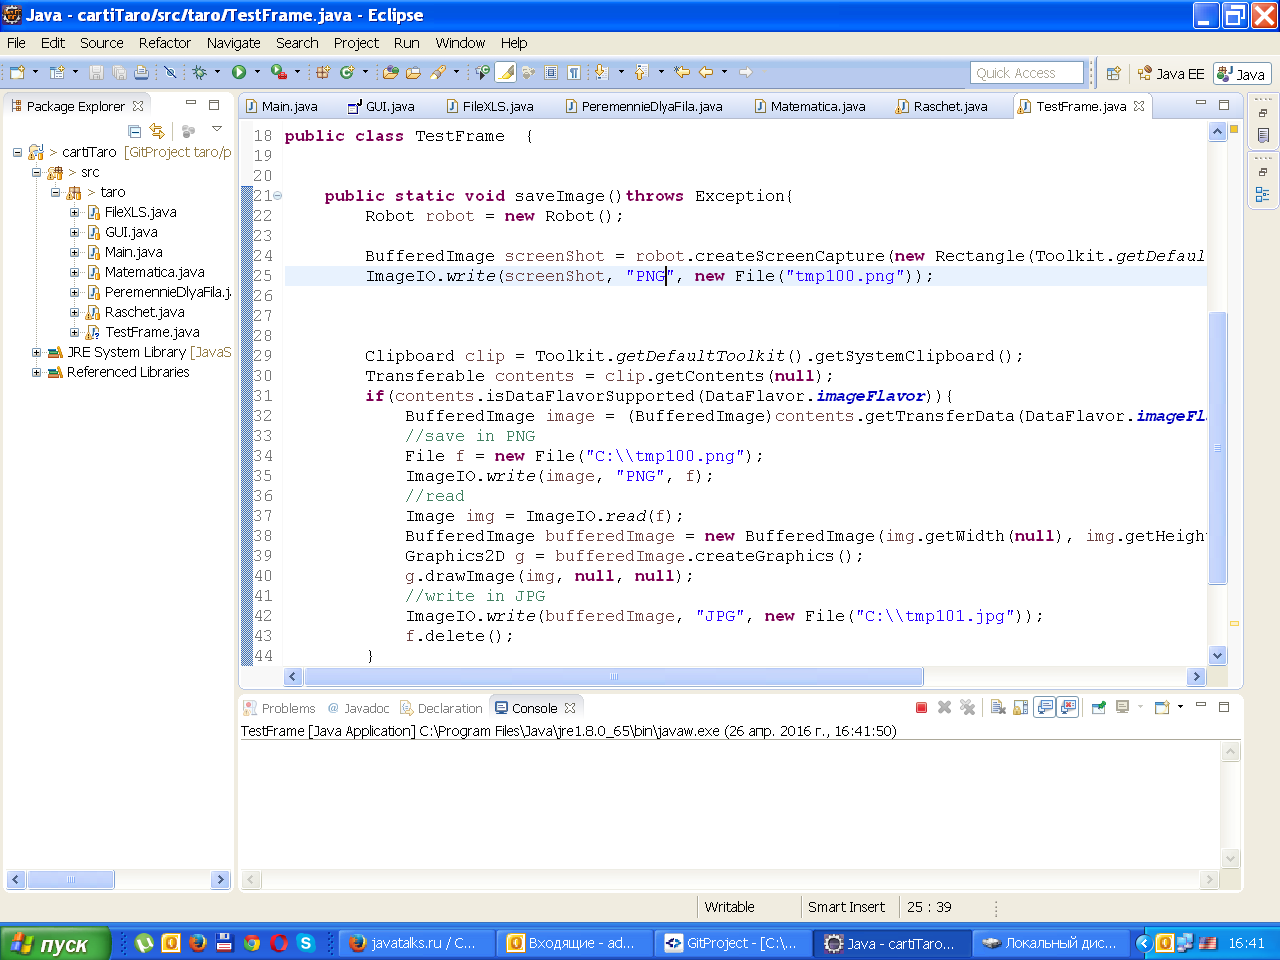 Java - cartiTaro/src/taro/TestFrame.java - Eclipse
File Edit Source Refactor Navigate Search Project Run Window Help
Quick Access Java EE Java
Package Explorer
> cartiTaro [GitProject taro/p
> src
> taro
FileXLS.java
GUI.java
Main.java
Matematica.java
PeremennieDlyaFila.j
Raschet.java
TestFrame.java
JRE System Library [JavaS
Referenced Libraries
Main.java GUI.java FileXLS.java PeremennieDlyaFila.java Matematica.java Raschet.java TestFrame.java
18 public class TestFrame {
19
20
21 public static void saveImage()throws Exception{
22 Robot robot = new Robot();
23
24 BufferedImage screenShot = robot.createScreenCapture(new Rectangle(Toolkit.getDefaul
25 ImageIO.write(screenShot, "PNG", new File("tmp100.png"));
26
27
28
29 Clipboard clip = Toolkit.getDefaultToolkit().getSystemClipboard();
30 Transferable contents = clip.getContents(null);
31 if(contents.isDataFlavorSupported(DataFlavor.imageFlavor)){
32 BufferedImage image = (BufferedImage)contents.getTransferData(DataFlavor.imageFl
33 //save in PNG
34 File f = new File("C:\\tmp100.png");
35 ImageIO.write(image, "PNG", f);
36 //read
37 Image img = ImageIO.read(f);
38 BufferedImage bufferedImage = new BufferedImage(img.getWidth(null), img.getHeigh
39 Graphics2D g = bufferedImage.createGraphics();
40 g.drawImage(img, null, null);
41 //write in JPG
42 ImageIO.write(bufferedImage, "JPG", new File("C:\\tmp101.jpg"));
43 f.delete();
44 }
Problems @ Javadoc Declaration Console
TestFrame [Java Application] C:\Program Files\Java\jre1.8.0_65\bin\javaw.exe (26 апр. 2016 г., 16:41:50)
Writable Smart Insert 25 : 39
пуск javatalks.ru / С... Входящие - ad... GitProject - [C:\... Java - cartiTaro... Локальный дис... 16:41